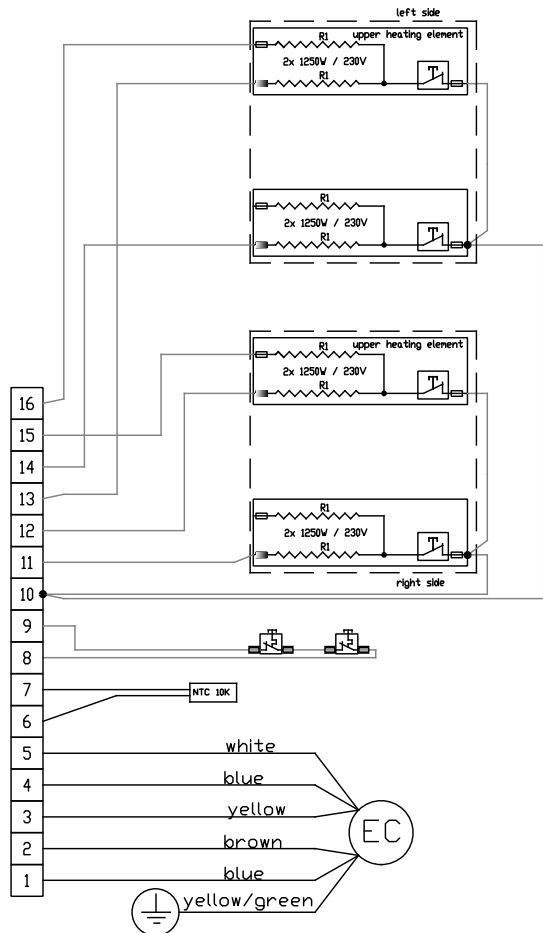 left side
R1
upper heating element
2x 1250W / 230V
R1
R1
2x 1250W / 230V
R1
R1
upper heating element
2x 1250W / 230V
R1
R1
2x 1250W / 230V
R1
right side
16
15
14
13
12
11
10
9
8
7
NTC 10K
6
5
white
4
blue
3
yellow
EC
2
brown
1
blue
yellow/green